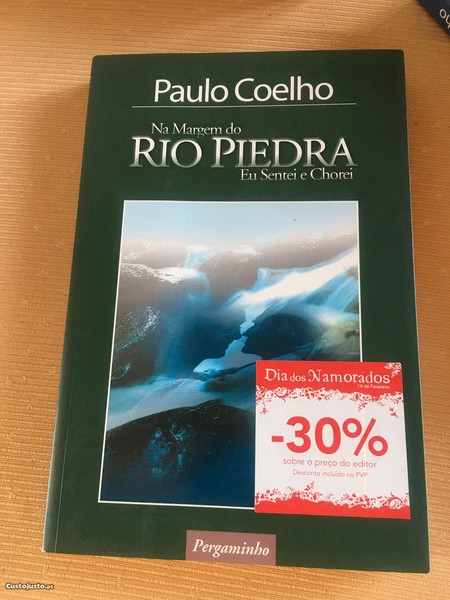 Paulo Coelho
Na Margem do
RIO PIEDRA
Eu Sentei e Chorei
Dia dos Namorados
14 de Fevereiro
-30%
sobre o preço do editor
Desconto incluído no PVP
Pergaminho
CustoJusto.pt